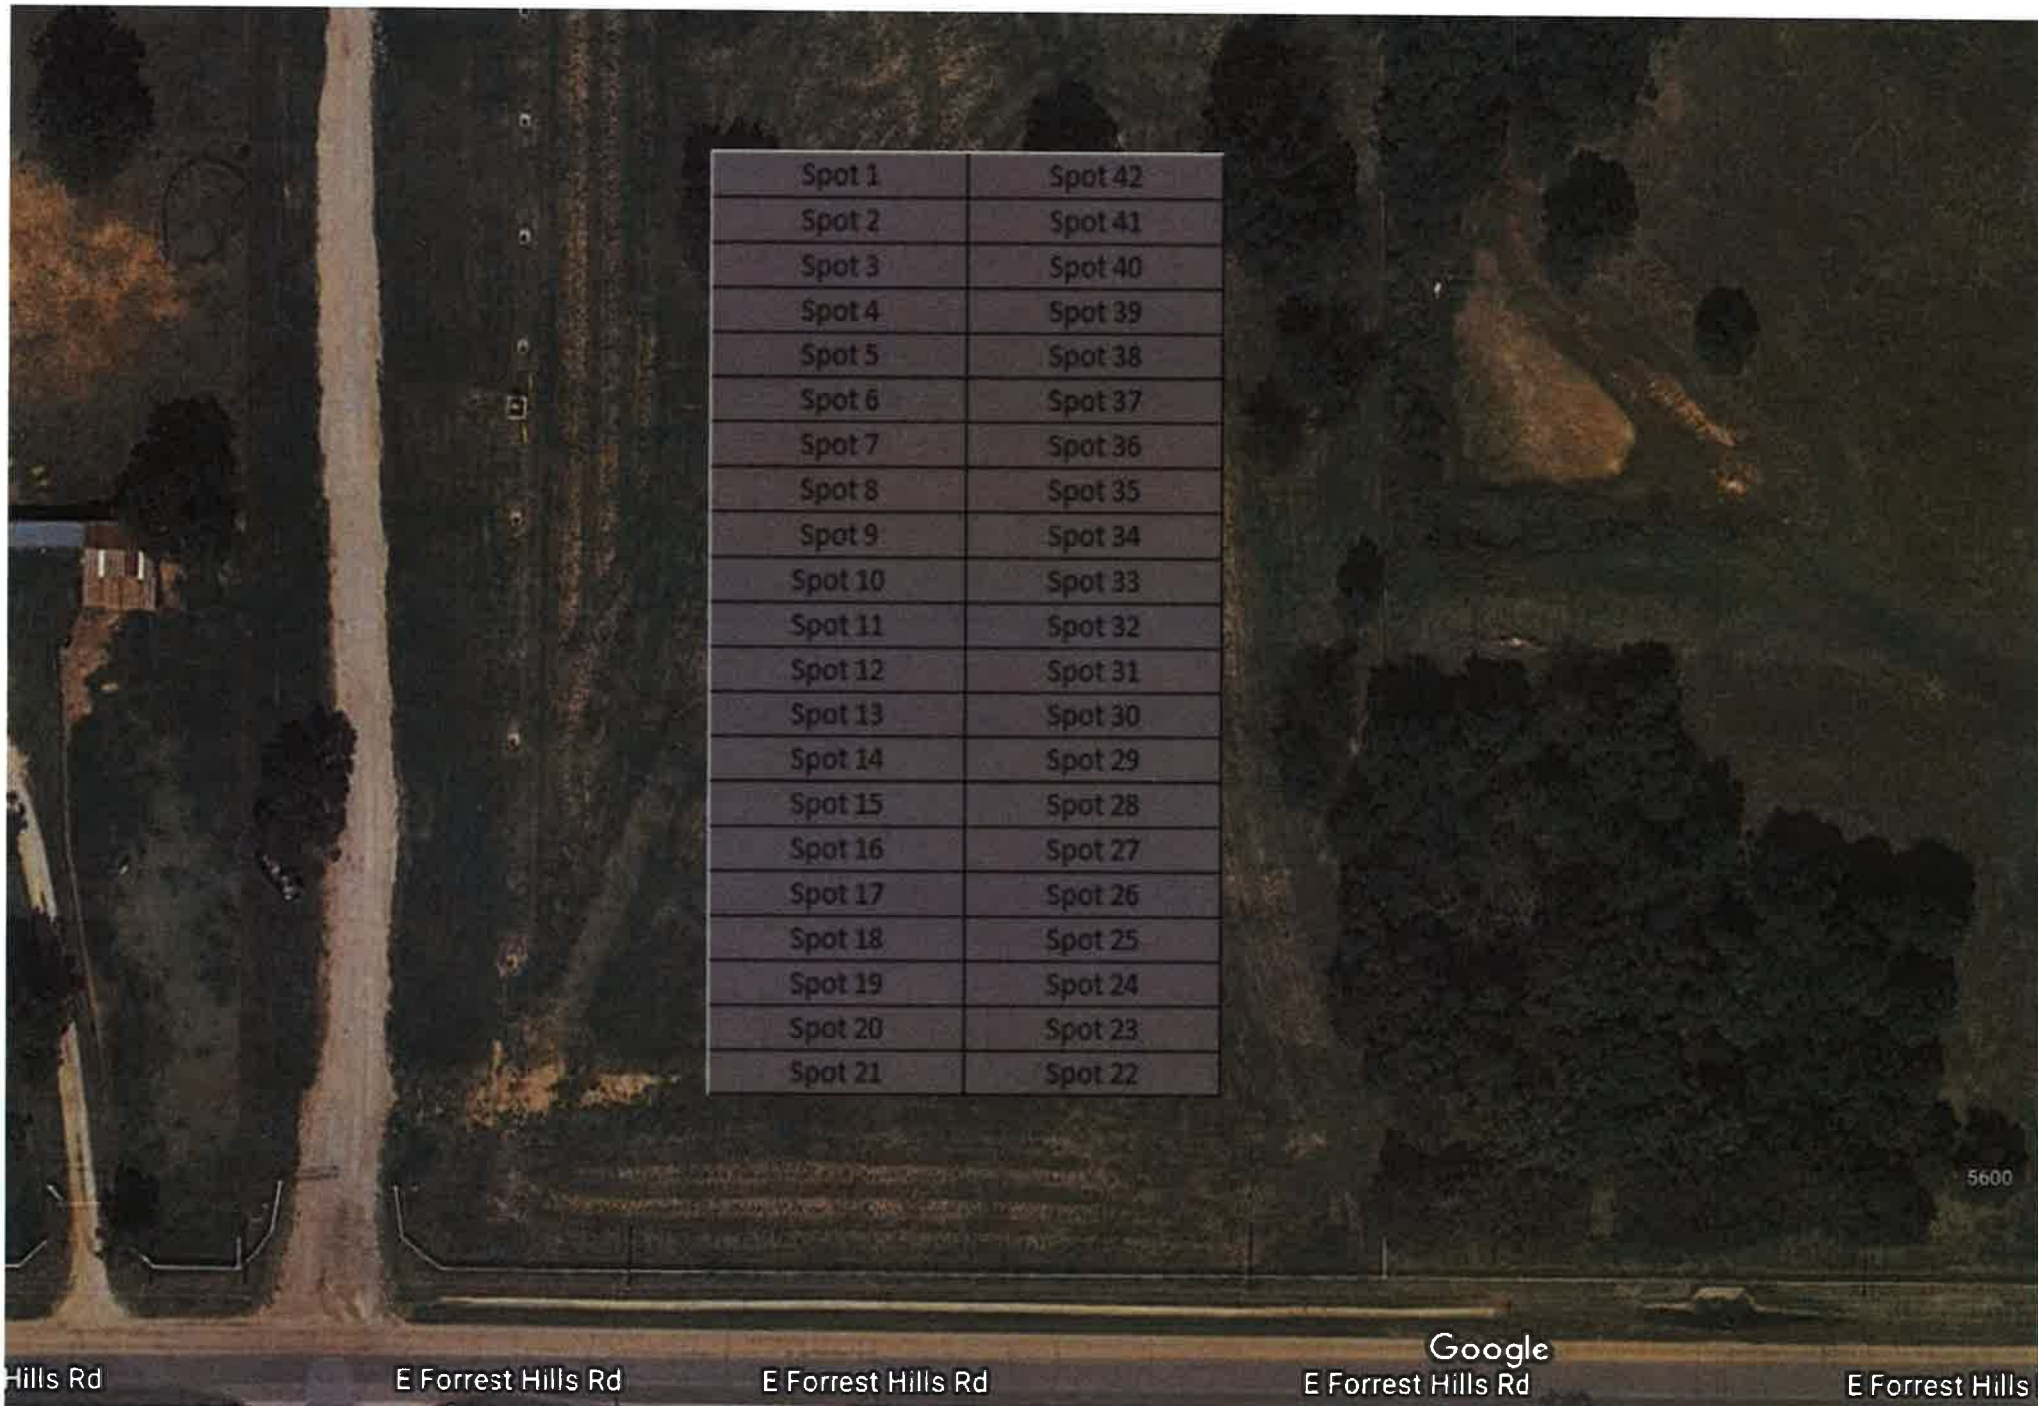 Spot 1 Spot 42
Spot 2 Spot 41
Spot 3 Spot 40
Spot 4 Spot 39
Spot 5 Spot 38
Spot 6 Spot 37
Spot 7 Spot 36
Spot 8 Spot 35
Spot 9 Spot 34
Spot 10 Spot 33
Spot 11 Spot 32
Spot 12 Spot 31
Spot 13 Spot 30
Spot 14 Spot 29
Spot 15 Spot 28
Spot 16 Spot 27
Spot 17 Spot 26
Spot 18 Spot 25
Spot 19 Spot 24
Spot 20 Spot 23
Spot 21 Spot 22
5600
Google
Hills Rd E Forrest Hills Rd E Forrest Hills Rd E Forrest Hills Rd E Forrest Hills